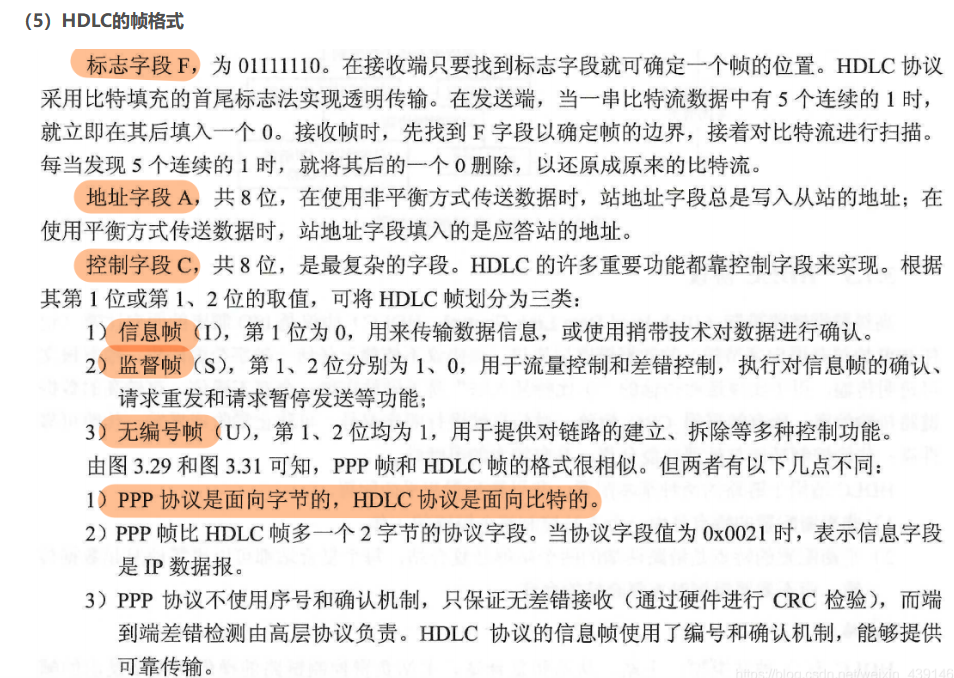 （5）HDLC的帧格式
标志字段 F，为 01111110。在接收端只要找到标志字段就可确定一个帧的位置。HDLC 协议
采用比特填充的首尾标志法实现透明传输。在发送端，当一串比特流数据中有 5 个连续的 1 时，
就立即在其后填入一个 0。接收帧时，先找到 F 字段以确定帧的边界，接着对比特流进行扫描。
每当发现 5 个连续的 1 时，就将其后的一个 0 删除，以还原成原来的比特流。
地址字段 A，共 8 位，在使用非平衡方式传送数据时，站地址字段总是写入从站的地址；在
使用平衡方式传送数据时，站地址字段填入的是应答站的地址。
控制字段 C，共 8 位，是最复杂的字段。HDLC 的许多重要功能都靠控制字段来实现。根据
其第 1 位或第 1、2 位的取值，可将 HDLC 帧划分为三类：
1）信息帧（I），第 1 位为 0，用来传输数据信息，或使用捎带技术对数据进行确认。
2）监督帧（S），第 1、2 位分别为 1、0，用于流量控制和差错控制，执行对信息帧的确认、
请求重发和请求暂停发送等功能；
3）无编号帧（U），第 1、2 位均为 1，用于提供对链路的建立、拆除等多种控制功能。
由图 3.29 和图 3.31 可知，PPP 帧和 HDLC 帧的格式很相似。但两者有以下几点不同：
1）PPP 协议是面向字节的，HDLC 协议是面向比特的。
2）PPP 帧比 HDLC 帧多一个 2 字节的协议字段。当协议字段值为 0x0021 时，表示信息字段
是 IP 数据报。
3）PPP 协议不使用序号和确认机制，只保证无差错接收（通过硬件进行 CRC 检验），而端
到端差错检测由高层协议负责。HDLC 协议的信息帧使用了编号和确认机制，能够提供
可靠传输。